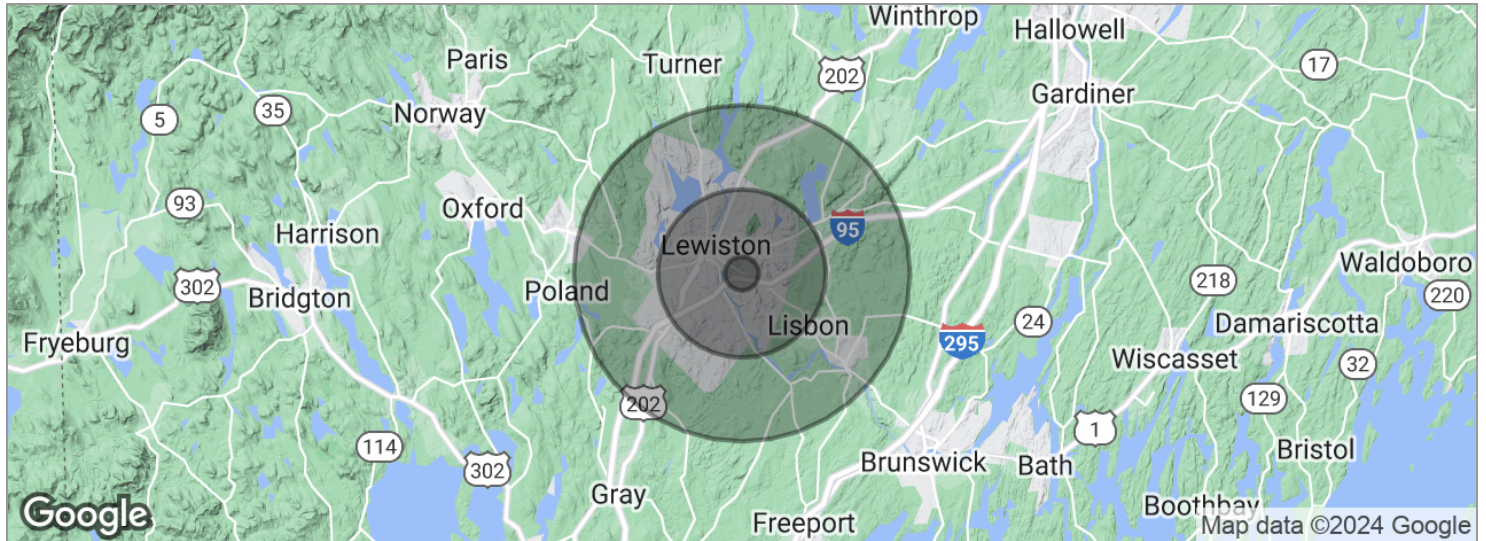 Winthrop
Hallowell
Paris
Turner
17
202
Gardiner
35
5
Norway
93
Oxford
95
Harrison
Lewiston
Waldoboro
302
218
Poland
220
Bridgton
Lisbon
24
Damariscotta
Fryeburg
295
Wiscasset
32
202
129
1
114
Bristol
Brunswick
Bath
302
Gray
Boothbay
Google
Freeport
Map data ©2024 Google